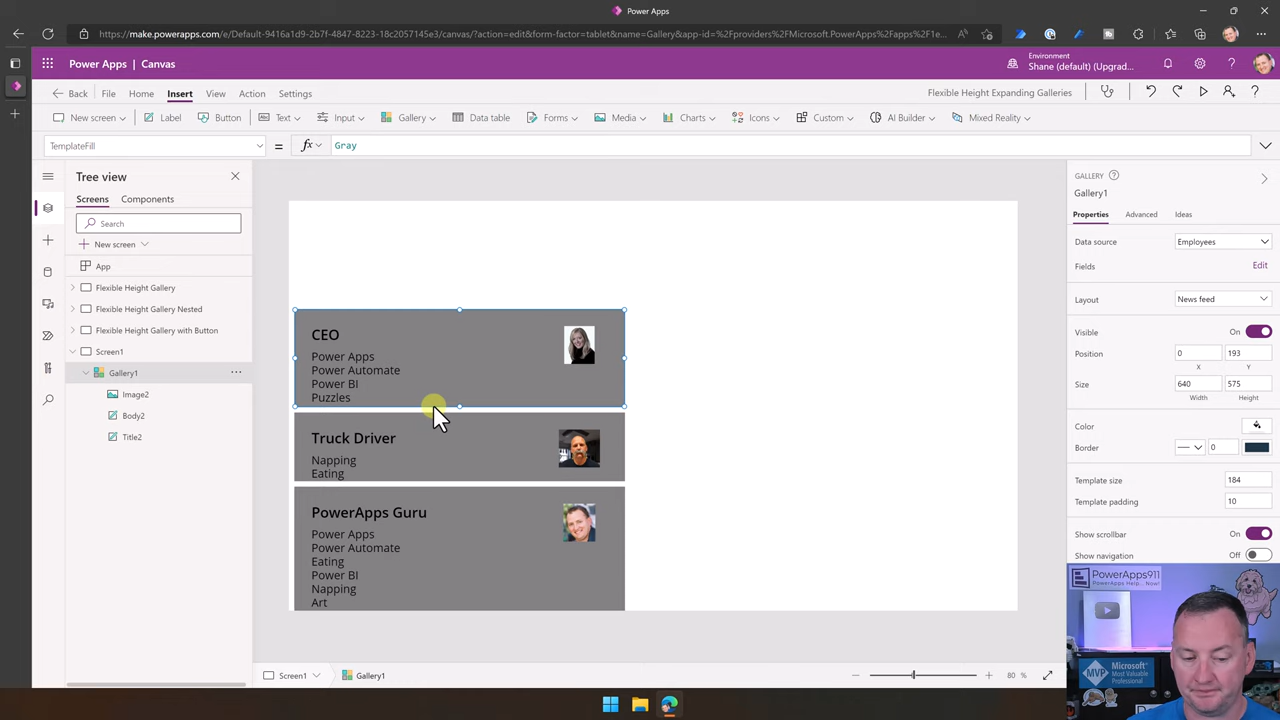 Power Apps
https://make.powerapps.com/e/Default-9416a1d9-2b7f-4847-8223-18c2057145e3/canvas/?action=edit&form-factor=tablet&name=Gallery&app-id=%2Fproviders%2FMicrosoft.PowerApps%2Fapps%2F1e...
Power Apps | Canvas
Environment
Shane (default) (Upgrad...
Back File Home Insert View Action Settings
Flexible Height Expanding Galleries
New screen Label Button Text Input Gallery Data table Forms Media Charts Icons Custom AI Builder Mixed Reality
TemplateFill = fx Gray
Tree view
Screens Components
Search
New screen
App
Flexible Height Gallery
Flexible Height Gallery Nested
Flexible Height Gallery with Button
Screen1
Gallery1
Image2
Body2
Title2
CEO
Power Apps
Power Automate
Power BI
Puzzles
Truck Driver
Napping
Eating
PowerApps Guru
Power Apps
Power Automate
Eating
Power BI
Napping
Art
Screen1 Gallery1
80 %
GALLERY
Gallery1
Properties Advanced Ideas
Data source Employees
Fields Edit
Layout News feed
Visible On
Position 0 193
X Y
Size 640 575
Width Height
Color
Border 0
Template size 184
Template padding 10
Show scrollbar On
Show navigation Off
PowerApps911
Microsoft
Most Valuable
Professional
MVP